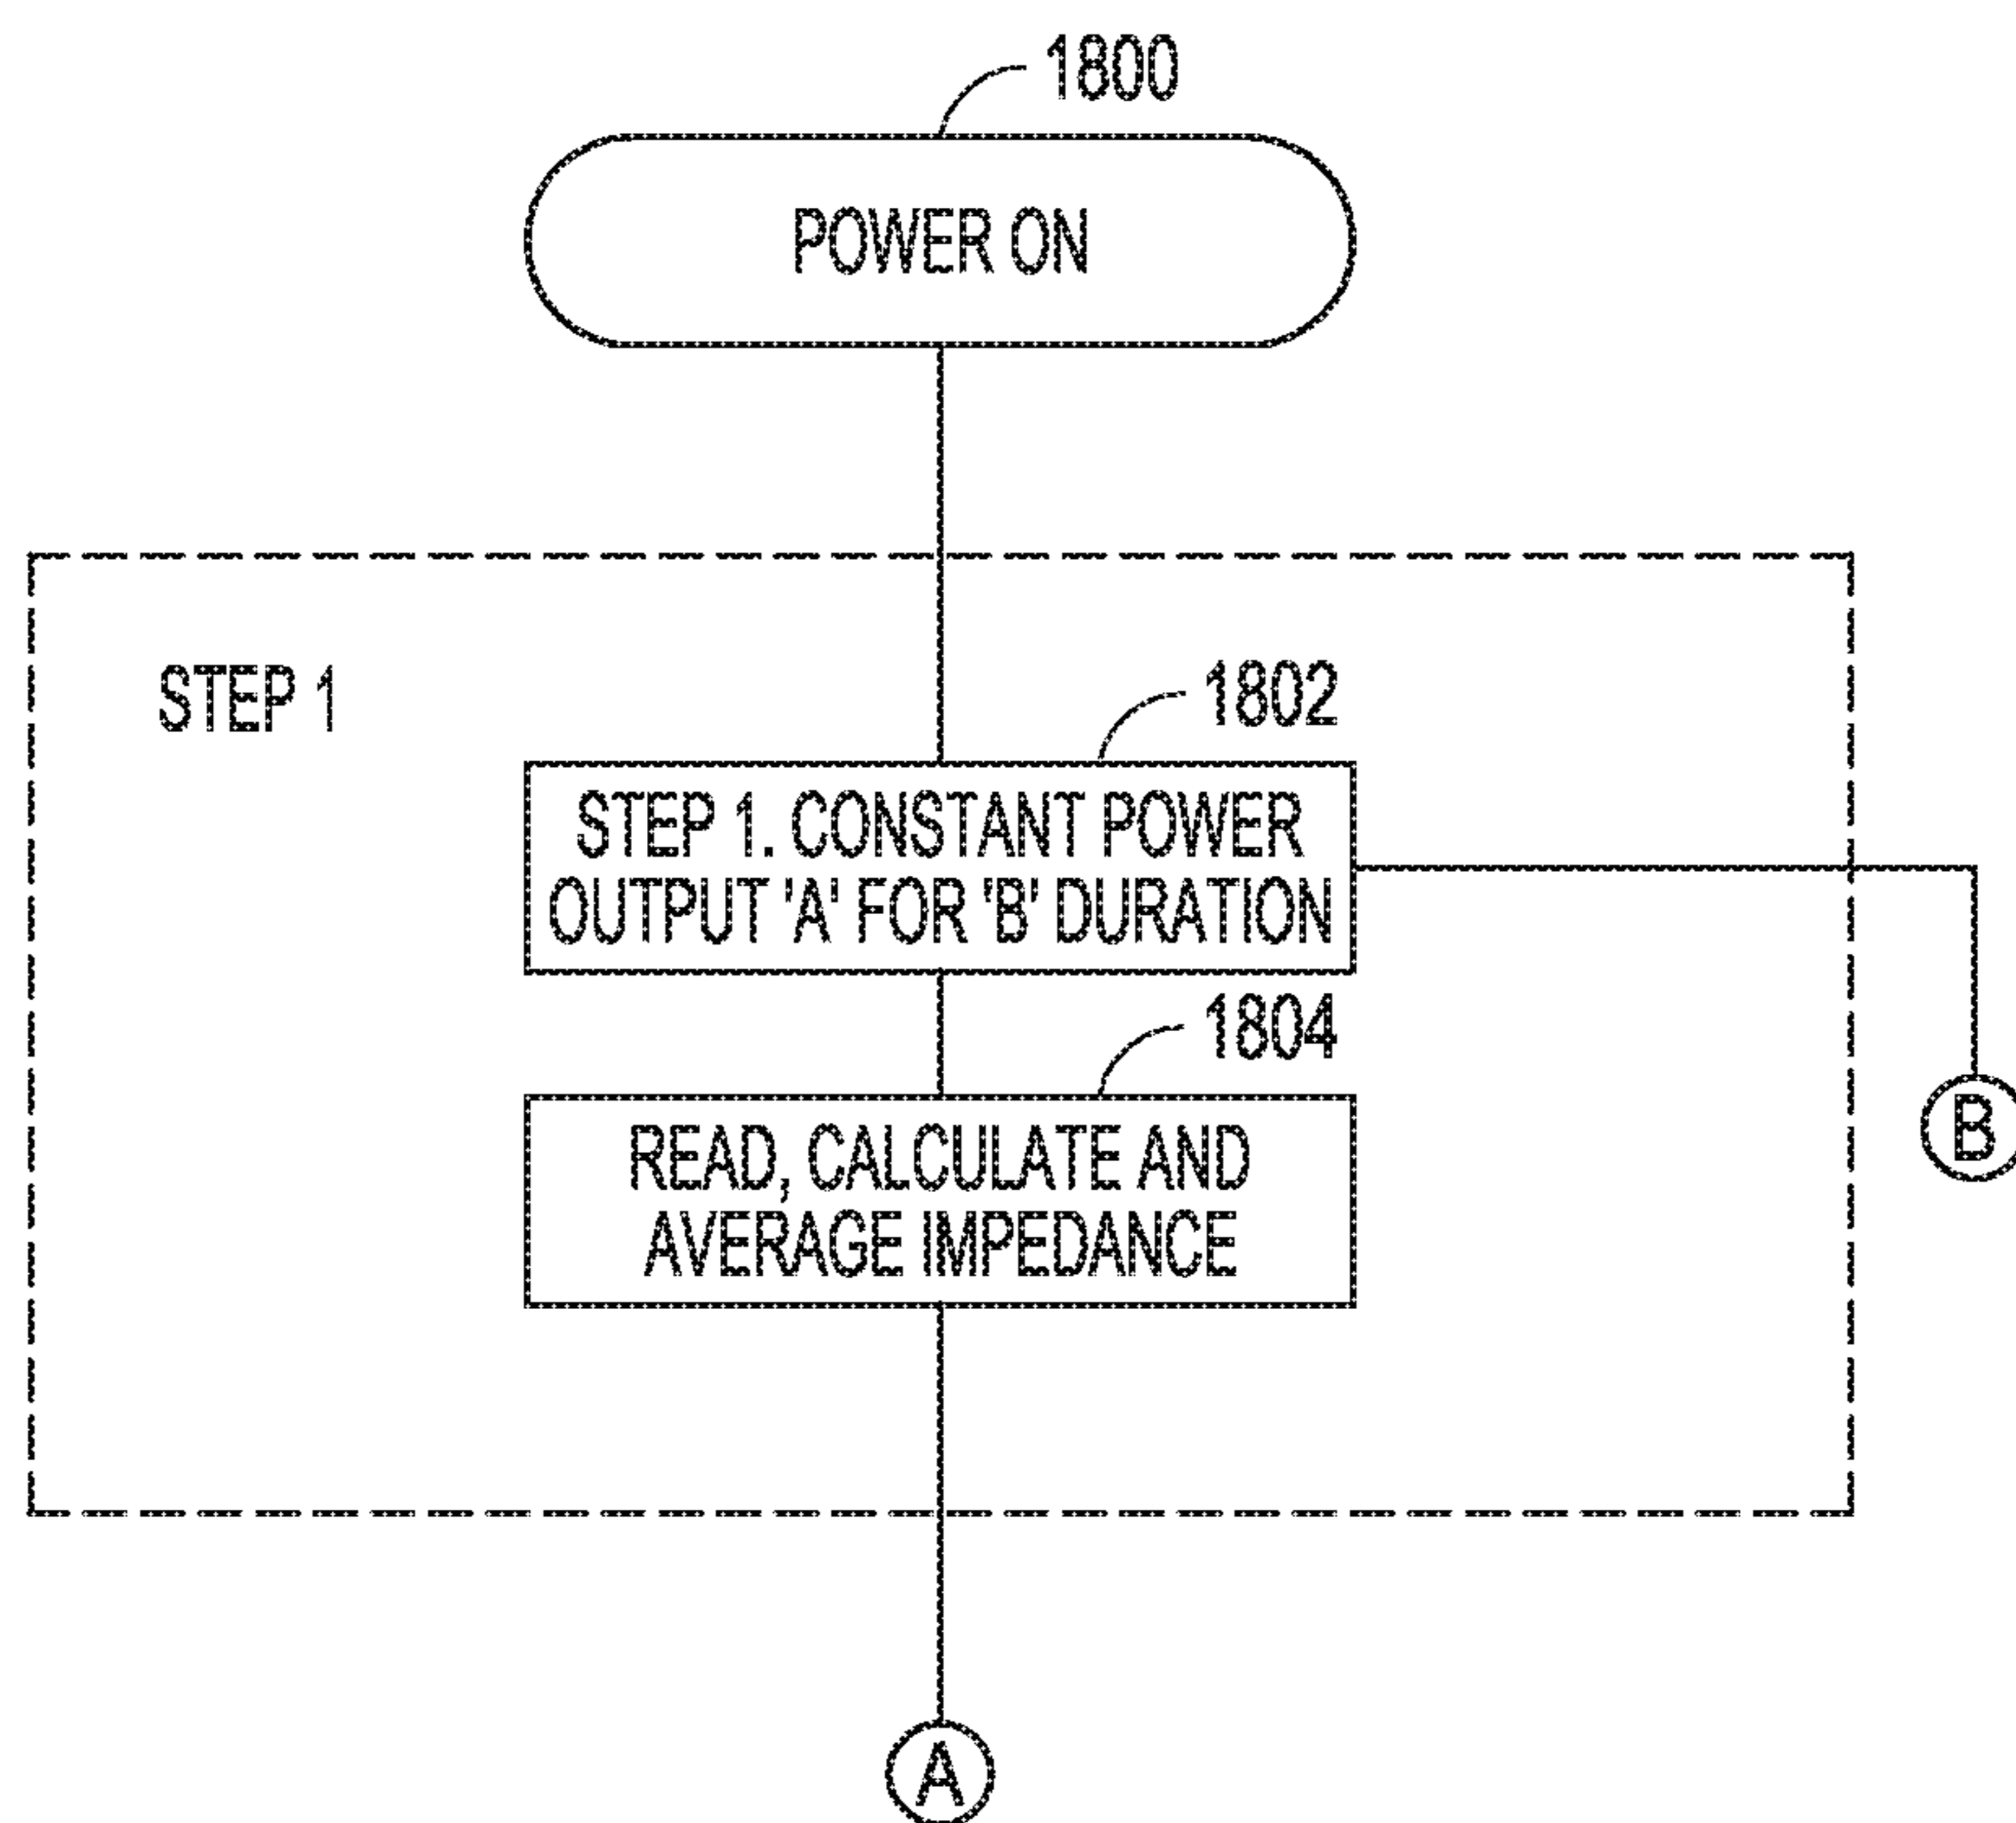 1800
POWER ON
STEP 1
1802
STEP 1. CONSTANT POWER
OUTPUT 'A' FOR 'B' DURATION
1804
READ, CALCULATE AND
AVERAGE IMPEDANCE
B
A